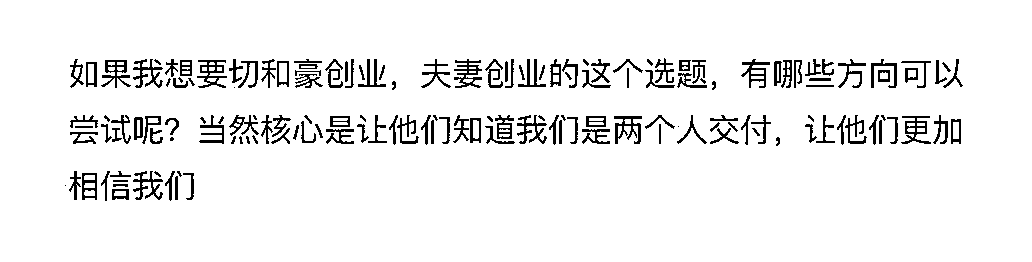 如果我想要切和豪创业，夫妻创业的这个选题，有哪些方向可以
尝试呢？当然核心是让他们知道我们是两个人交付，让他们更加
相信我们